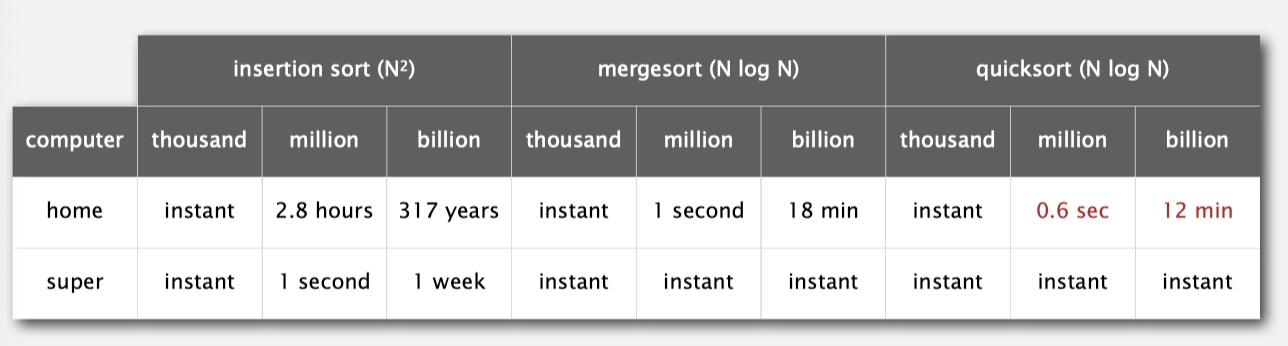 insertion sort (N²) mergesort (N log N) quicksort (N log N)
computer thousand million billion thousand million billion thousand million billion
home instant 2.8 hours 317 years instant 1 second 18 min instant 0.6 sec 12 min
super instant 1 second 1 week instant instant instant instant instant instant